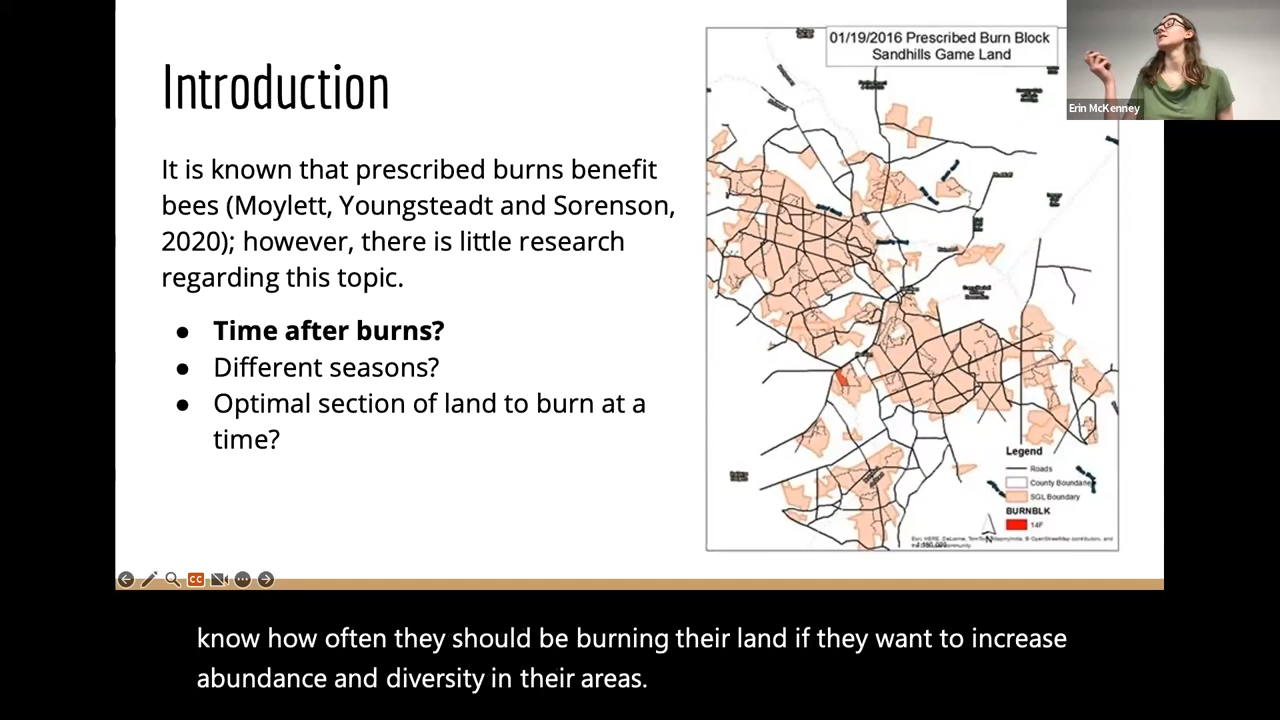 Introduction
It is known that prescribed burns benefit
bees (Moylett, Youngsteadt and Sorenson,
2020); however, there is little research
regarding this topic.
● Time after burns?
● Different seasons?
● Optimal section of land to burn at a
time?
01/19/2016 Prescribed Burn Block
Sandhills Game Land
Erin McKenney
Legend
Roads
County Boundaries
SGL Boundary
BURNBLK
14F
N
CC
know how often they should be burning their land if they want to increase
abundance and diversity in their areas.